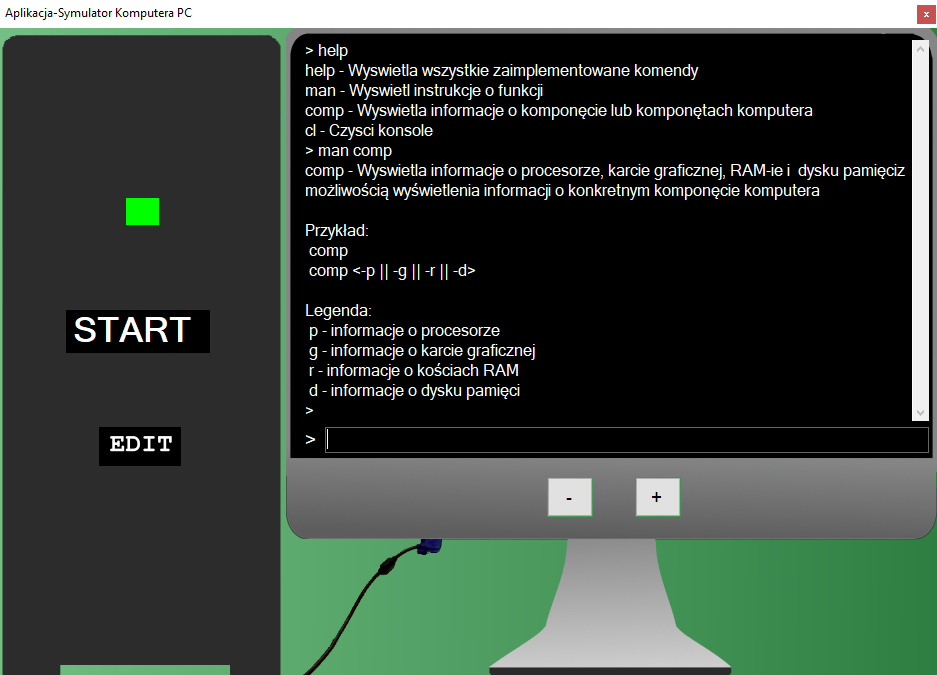 Aplikacja-Symulator Komputera PC
x
> help
help - Wyswietla wszystkie zaimplementowane komendy
man - Wyswietl instrukcje o funkcji
comp - Wyswietla informacje o komponęcie lub komponętach komputera
cl - Czysci konsole
> man comp
comp - Wyswietla informacje o procesorze, karcie graficznej, RAM-ie i  dysku pamięciz
możliwością wyświetlenia informacji o konkretnym komponęcie komputera
Przykład:
comp
comp <-p || -g || -r || -d>
Legenda:
p - informacje o procesorze
g - informacje o karcie graficznej
r - informacje o kościach RAM
d - informacje o dysku pamięci
>
>
START
EDIT
- +